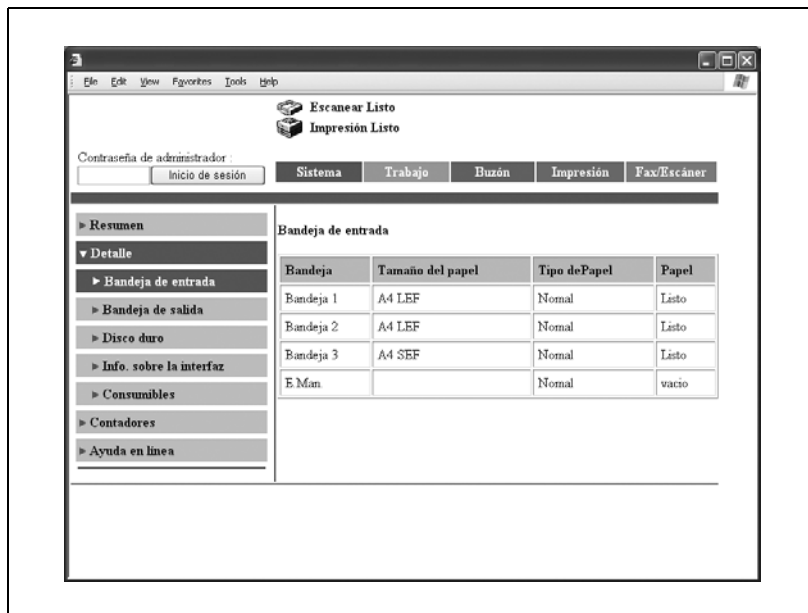 File Edit View Favorites Tools Help
Escanear Listo
Impresión Listo
Contraseña de administrador :
Inicio de sesión
Sistema Trabajo Buzón Impresión Fax/Escáner
Resumen
Detalle
Bandeja de entrada
Bandeja de salida
Disco duro
Info. sobre la interfaz
Consumibles
Contadores
Ayuda en línea
Bandeja de entrada
Bandeja Tamaño del papel Tipo dePapel Papel
Bandeja 1 A4 LEF Nomal Listo
Bandeja 2 A4 LEF Nomal Listo
Bandeja 3 A4 SEF Nomal Listo
E.Man. Nomal vacio